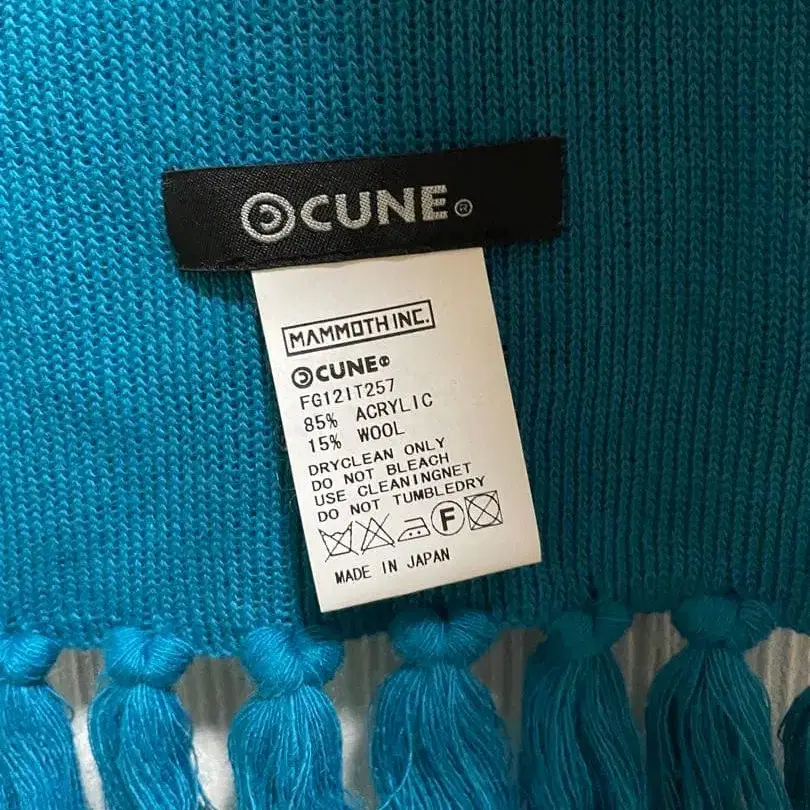 CUNE®
MAMMOTH INC.
CUNE®
FG12IT257
85% ACRYLIC
15% WOOL
DRYCLEAN ONLY
DO NOT BLEACH
USE CLEANINGNET
DO NOT TUMBLEDRY
F
MADE IN JAPAN